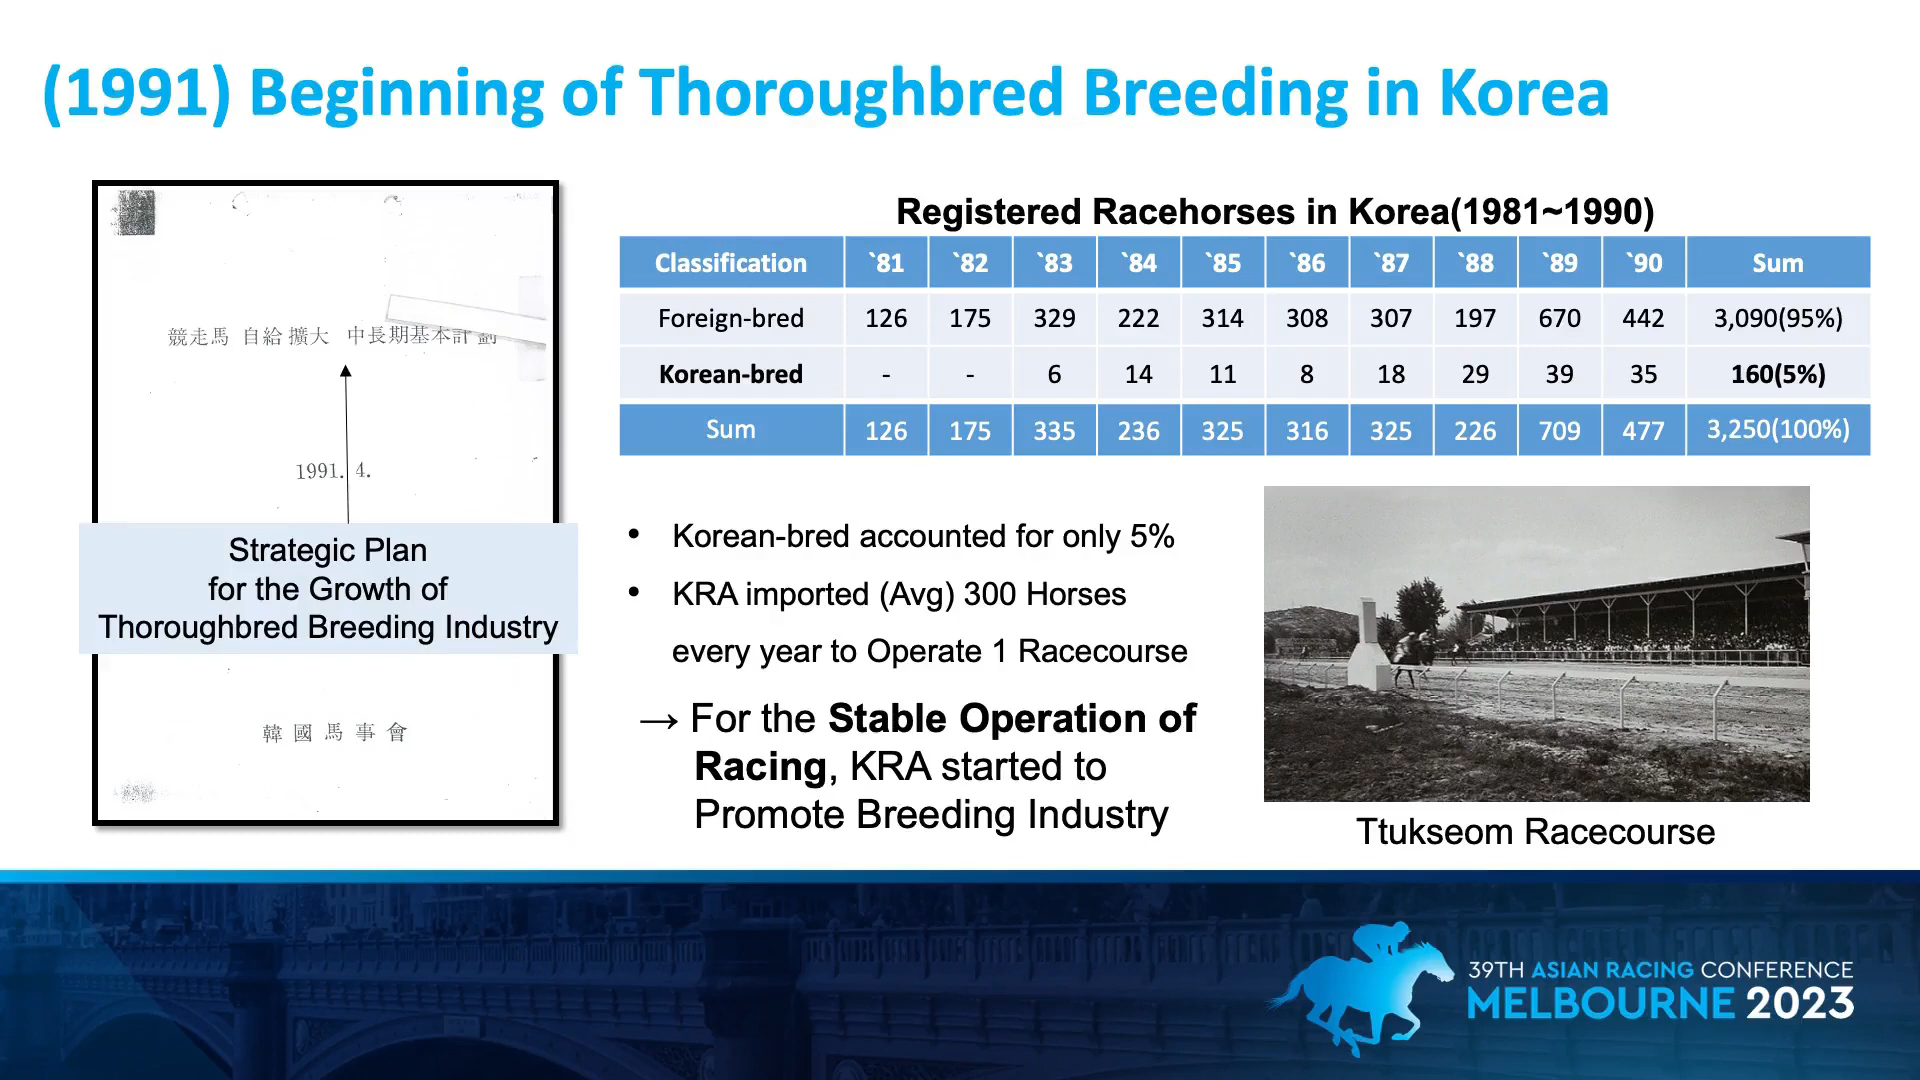 (1991) Beginning of Thoroughbred Breeding in Korea
競走馬 自給 擴大 中長期基本計劃
1991. 4.
Strategic Plan
for the Growth of
Thoroughbred Breeding Industry
韓國馬事會
Registered Racehorses in Korea(1981~1990)
Classification `81 `82 `83 `84 `85 `86 `87 `88 `89 `90 Sum
Foreign-bred 126 175 329 222 314 308 307 197 670 442 3,090(95%)
Korean-bred - - 6 14 11 8 18 29 39 35 160(5%)
Sum 126 175 335 236 325 316 325 226 709 477 3,250(100%)
• Korean-bred accounted for only 5%
• KRA imported (Avg) 300 Horses
every year to Operate 1 Racecourse
→ For the Stable Operation of
Racing, KRA started to
Promote Breeding Industry
Ttukseom Racecourse
39TH ASIAN RACING CONFERENCE
MELBOURNE 2023